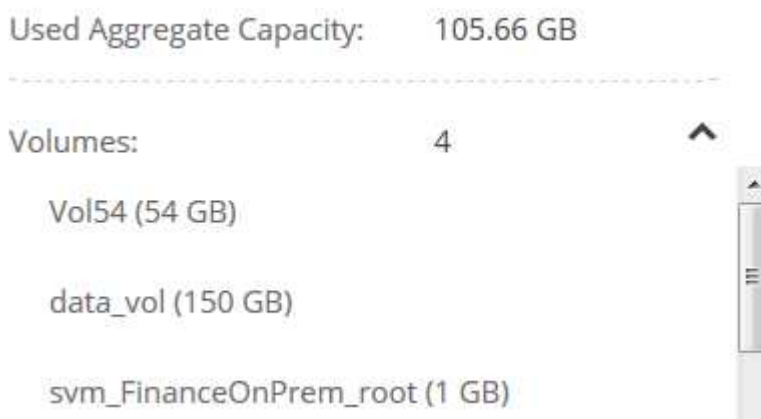 Used Aggregate Capacity: 105.66 GB
Volumes: 4
Vol54 (54 GB)
data_vol (150 GB)
svm_FinanceOnPrem_root (1 GB)